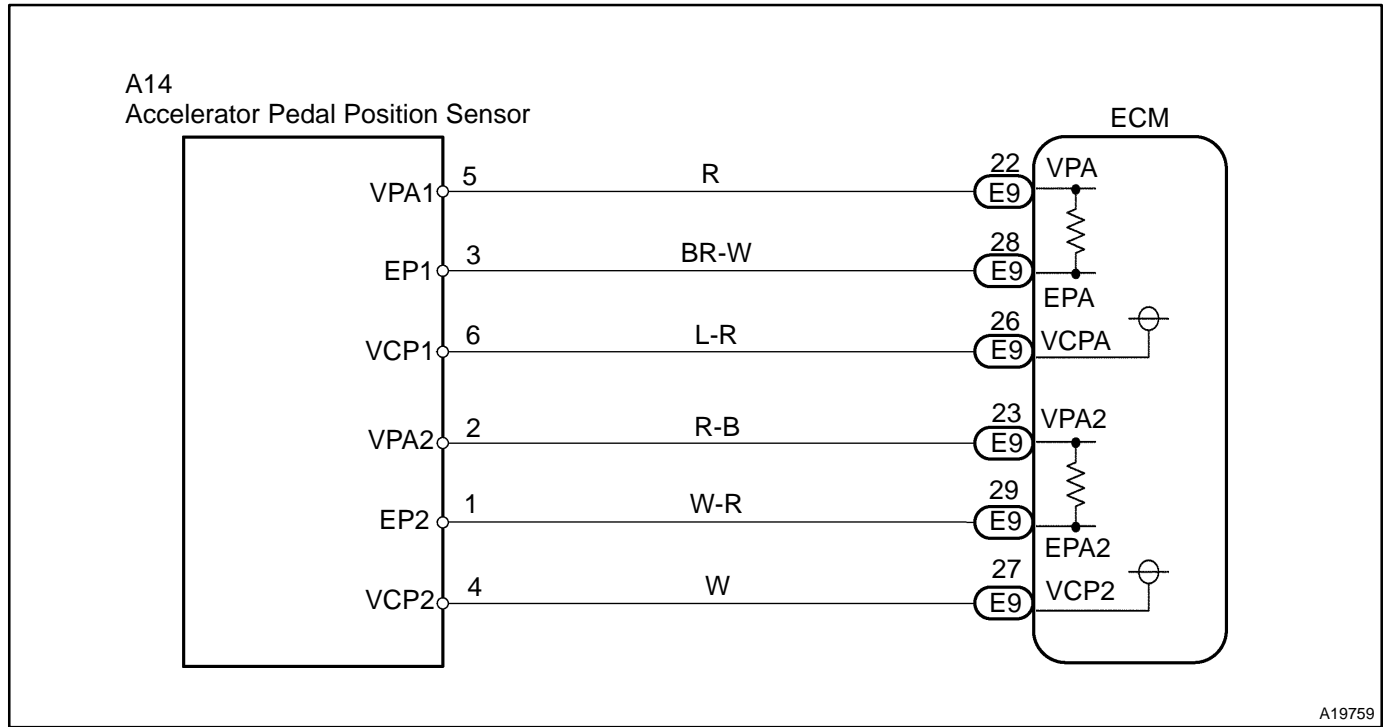 A14
Accelerator Pedal Position Sensor
ECM
VPA1 5 R 22 E9 VPA
EP1 3 BR-W 28 E9 EPA
VCP1 6 L-R 26 E9 VCPA
VPA2 2 R-B 23 E9 VPA2
EP2 1 W-R 29 E9 EPA2
VCP2 4 W 27 E9 VCP2
A19759